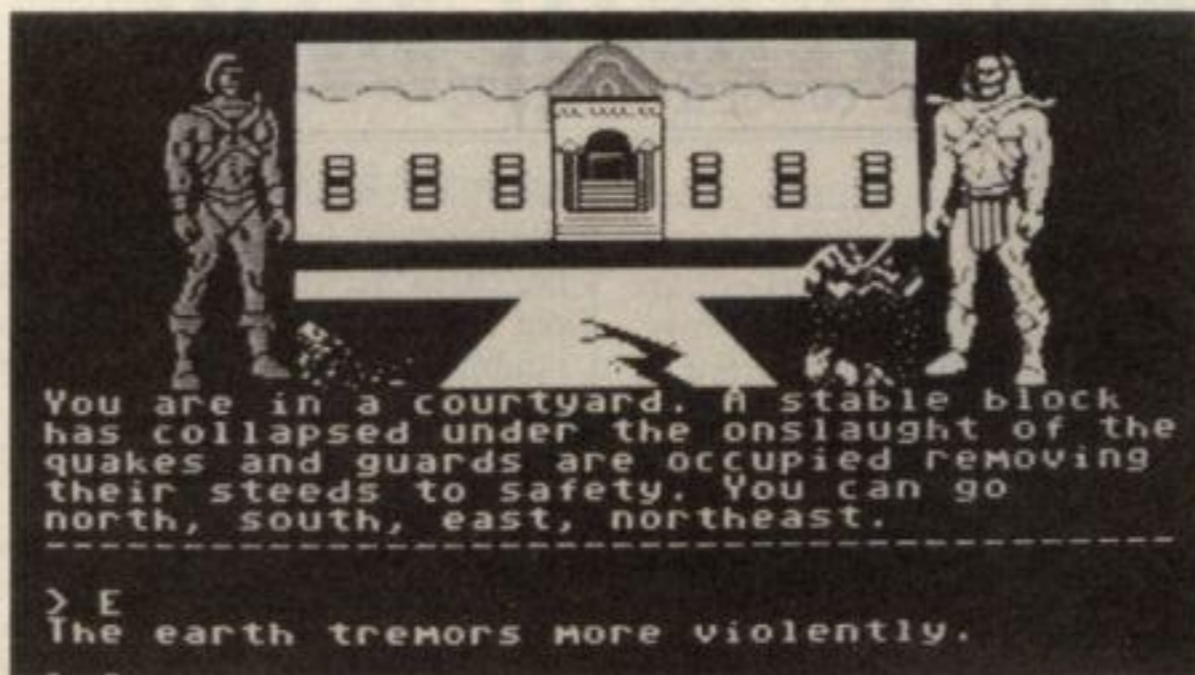 You are in a courtyard. A stable block
has collapsed under the onslaught of the
quakes and guards are occupied removing
their steeds to safety. You can go
north, south, east, northeast.
> E
The earth tremors more violently.